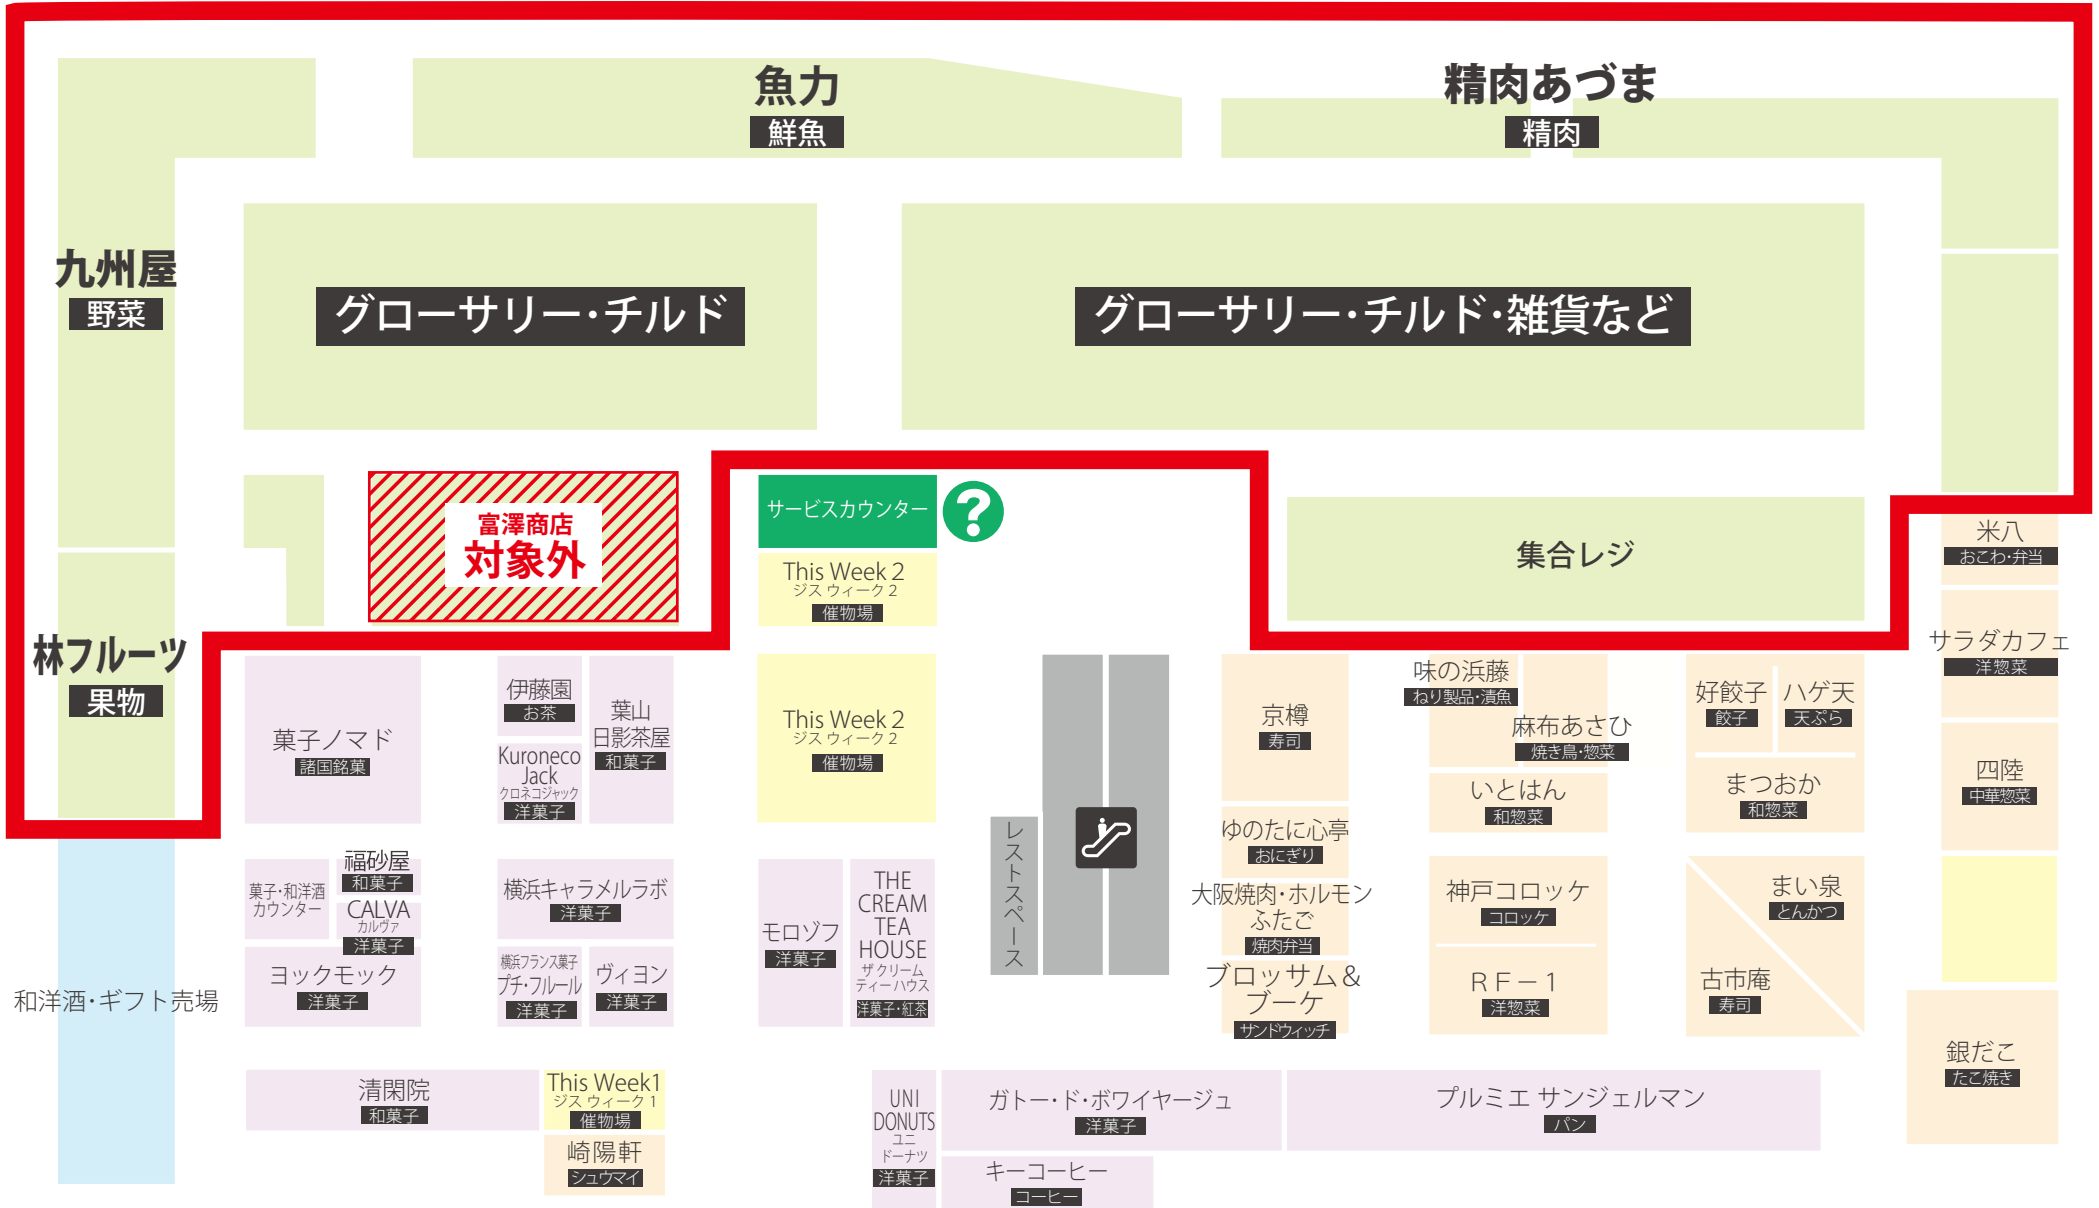 魚力
鮮魚
精肉あづま
精肉
九州屋
野菜
グローサリー・チルド
グローサリー・チルド・雑貨など
富澤商店
対象外
サービスカウンター
?
This Week 2
ジス ウィーク 2
催物場
集合レジ
米八
おこわ・弁当
林フルーツ
果物
サラダカフェ
洋惣菜
菓子ノマド
諸国銘菓
伊藤園
お茶
葉山
日影茶屋
和菓子
Kuroneco
Jack
クロネコジャック
洋菓子
This Week 2
ジス ウィーク 2
催物場
京樽
寿司
味の浜藤
ねり製品・漬魚
麻布あさひ
焼き鳥・惣菜
好餃子
餃子
ハゲ天
天ぷら
いとはん
和惣菜
まつおか
和惣菜
四陸
中華惣菜
レストスペース
ゆのたに心亭
おにぎり
菓子・和洋酒
カウンター
福砂屋
和菓子
CALVA
カルヴァ
洋菓子
横浜キャラメルラボ
洋菓子
モロゾフ
洋菓子
THE
CREAM
TEA
HOUSE
ザ クリーム
ティー ハウス
洋菓子・紅茶
大阪焼肉・ホルモン
ふたご
焼肉弁当
神戸コロッケ
コロッケ
まい泉
とんかつ
ヨックモック
洋菓子
横浜フランス菓子
プチ・フルール
洋菓子
ヴィヨン
洋菓子
ブロッサム＆
ブーケ
サンドウィッチ
ＲＦ－１
洋惣菜
古市庵
寿司
和洋酒・ギフト売場
銀だこ
たこ焼き
清閑院
和菓子
This Week1
ジス ウィーク 1
催物場
崎陽軒
シュウマイ
UNI
DONUTS
ユニ
ドーナツ
洋菓子
ガトー・ド・ボワイヤージュ
洋菓子
プルミエ サンジェルマン
パン
キーコーヒー
コーヒー